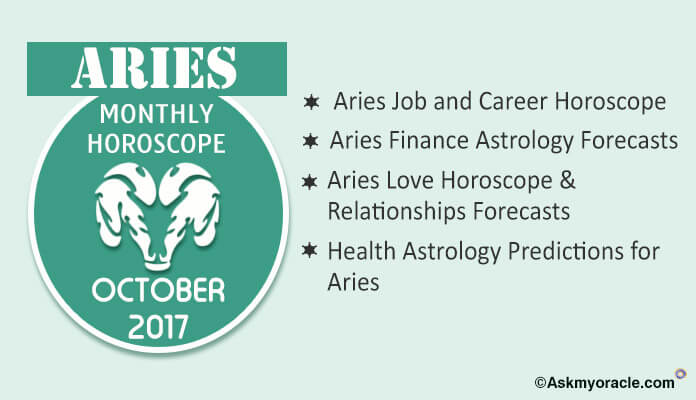 ARIES
MONTHLY
HOROSCOPE
OCTOBER
2017
Aries Job and Career Horoscope
Aries Finance Astrology Forecasts
Aries Love Horoscope &
Relationships Forecasts
Health Astrology Predictions for
Aries
©Askmyoracle.com